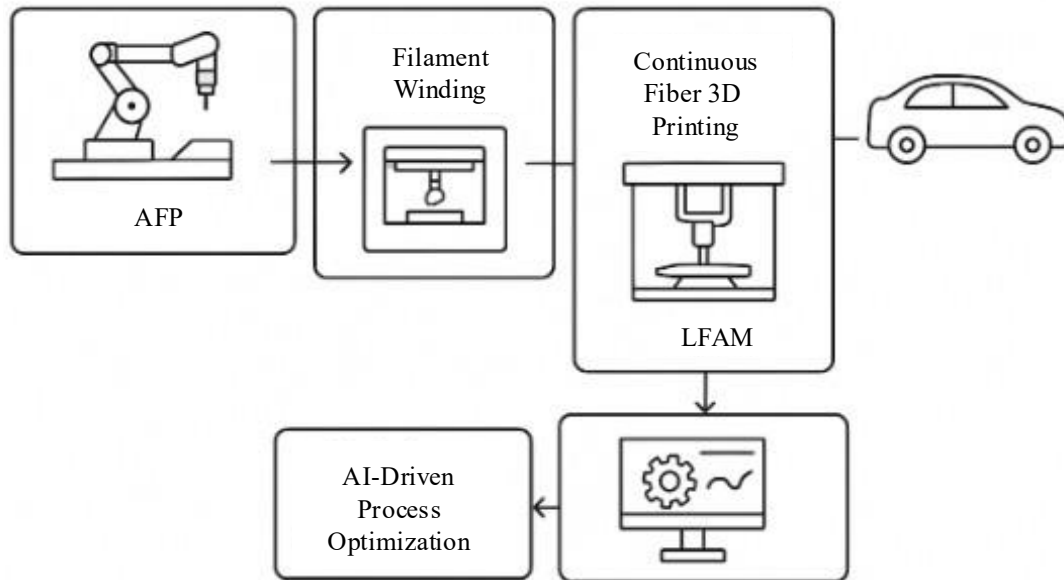 AFP
Filament
Winding
Continuous
Fiber 3D
Printing
LFAM
AI-Driven
Process
Optimization